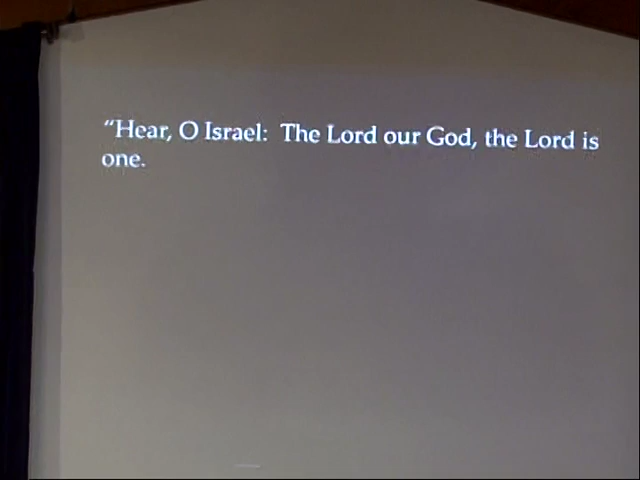 “Hear, O Israel:  The Lord our God, the Lord is
one.